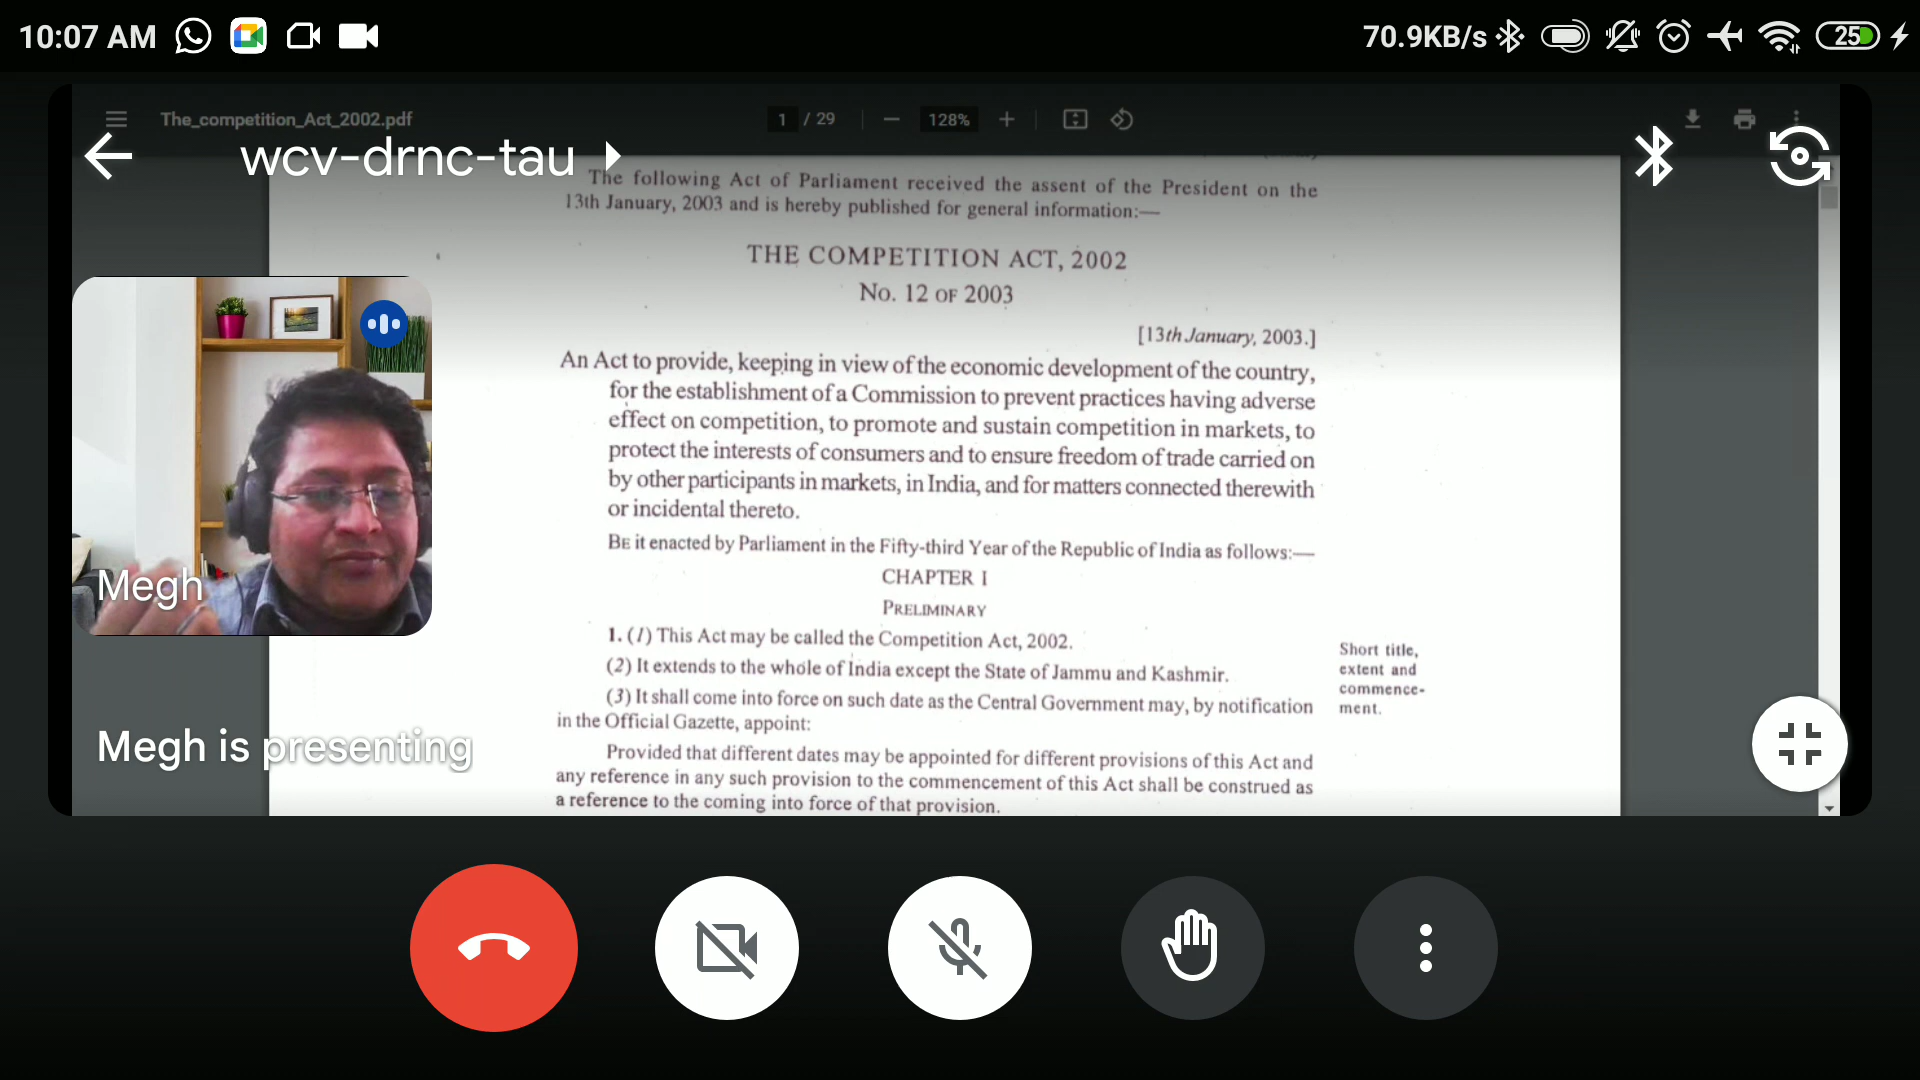 10:07 AM
70.9KB/s
25
The_competition_Act_2002.pdf
1 / 29
128%
wcv-drnc-tau
The following Act of Parliament received the assent of the President on the
13th January, 2003 and is hereby published for general information:—
THE COMPETITION ACT, 2002
No. 12 OF 2003
[13th January, 2003.]
An Act to provide, keeping in view of the economic development of the country,
for the establishment of a Commission to prevent practices having adverse
effect on competition, to promote and sustain competition in markets, to
protect the interests of consumers and to ensure freedom of trade carried on
by other participants in markets, in India, and for matters connected therewith
or incidental thereto.
BE it enacted by Parliament in the Fifty-third Year of the Republic of India as follows:—
CHAPTER I
PRELIMINARY
1. (1) This Act may be called the Competition Act, 2002.
(2) It extends to the whole of India except the State of Jammu and Kashmir.
(3) It shall come into force on such date as the Central Government may, by notification
in the Official Gazette, appoint:
Provided that different dates may be appointed for different provisions of this Act and
any reference in any such provision to the commencement of this Act shall be construed as
a reference to the coming into force of that provision.
Short title,
extent and
commence-
ment.
Megh
Megh is presenting